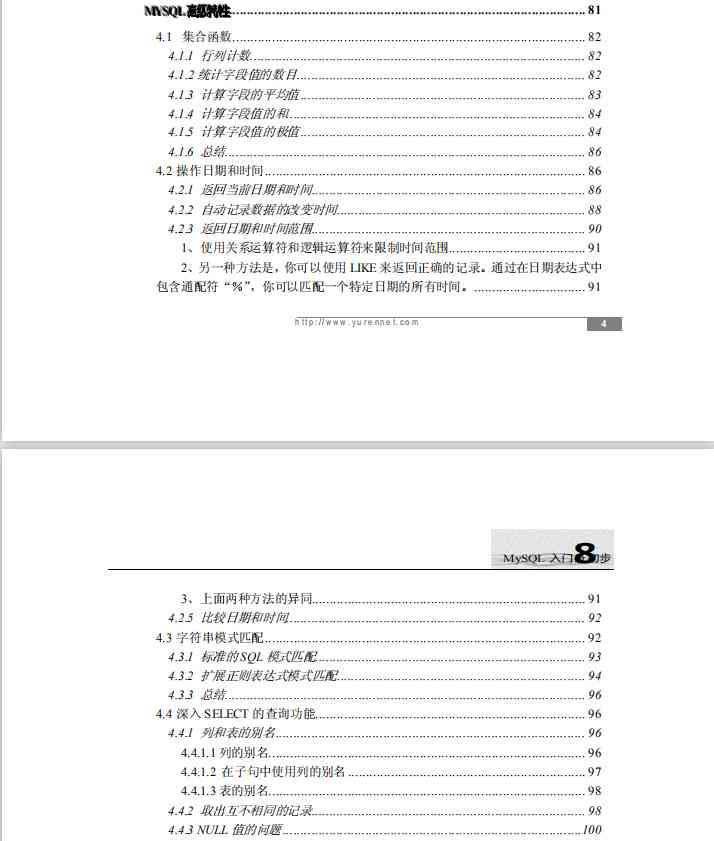 MYSQL 高级特性 81
4.1 集合函数 82
4.1.1 行列计数 82
4.1.2 统计字段值的数目 82
4.1.3 计算字段的平均值 83
4.1.4 计算字段值的和 84
4.1.5 计算字段值的极值 84
4.1.6 总结 86
4.2 操作日期和时间 86
4.2.1 返回当前日期和时间 86
4.2.2 自动记录数据的改变时间 88
4.2.3 返回日期和时间范围 90
1、使用关系运算符和逻辑运算符来限制时间范围 91
2、另一种方法是，你可以使用 LIKE 来返回正确的记录。通过在日期表达式中
包含通配符“%”，你可以匹配一个特定日期的所有时间。 91
http://www.yurennet.com
4
MySQL 入门 8 初步
3、上面两种方法的异同 91
4.2.5 比较日期和时间 92
4.3 字符串模式匹配 92
4.3.1 标准的 SQL 模式匹配 93
4.3.2 扩展正则表达式模式匹配 94
4.3.3 总结 96
4.4 深入 SELECT 的查询功能 96
4.4.1 列和表的别名 96
4.4.1.1 列的别名 96
4.4.1.2 在子句中使用列的别名 97
4.4.1.3 表的别名 98
4.4.2 取出互不相同的记录 98
4.4.3 NULL 值的问题 100